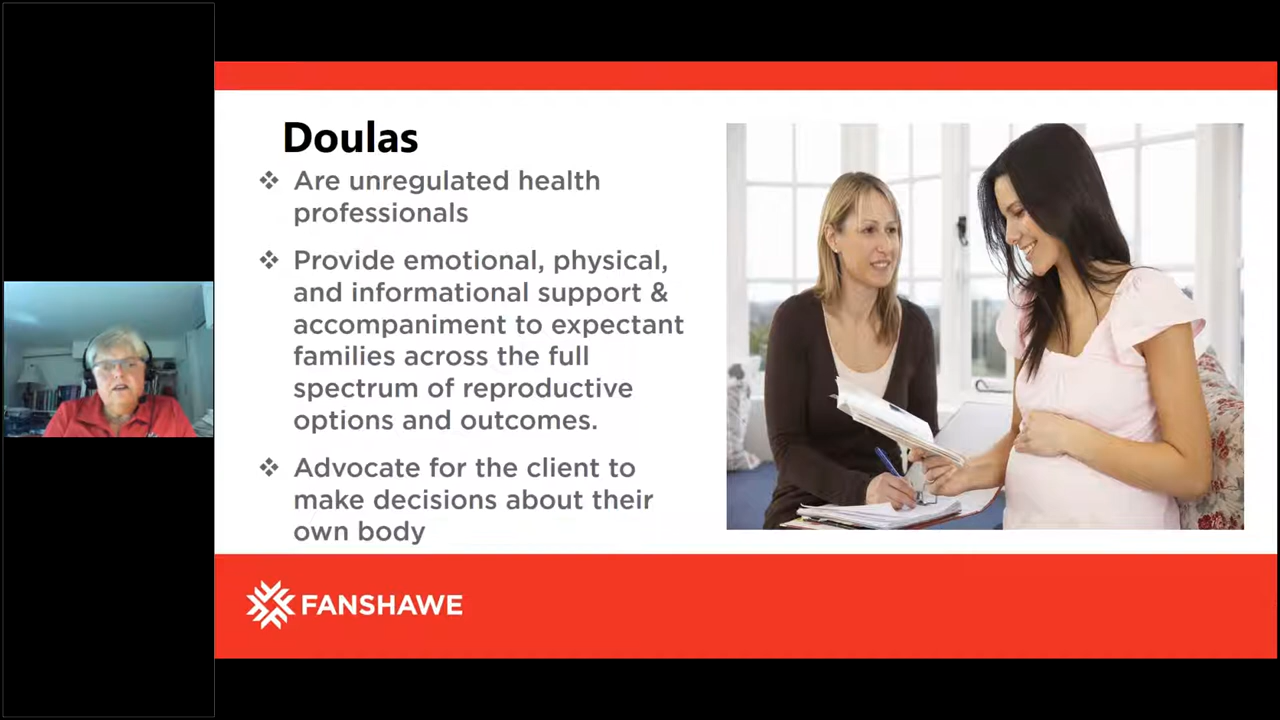 Doulas
❖ Are unregulated health
professionals
❖ Provide emotional, physical,
and informational support &
accompaniment to expectant
families across the full
spectrum of reproductive
options and outcomes.
❖ Advocate for the client to
make decisions about their
own body
FANSHAWE